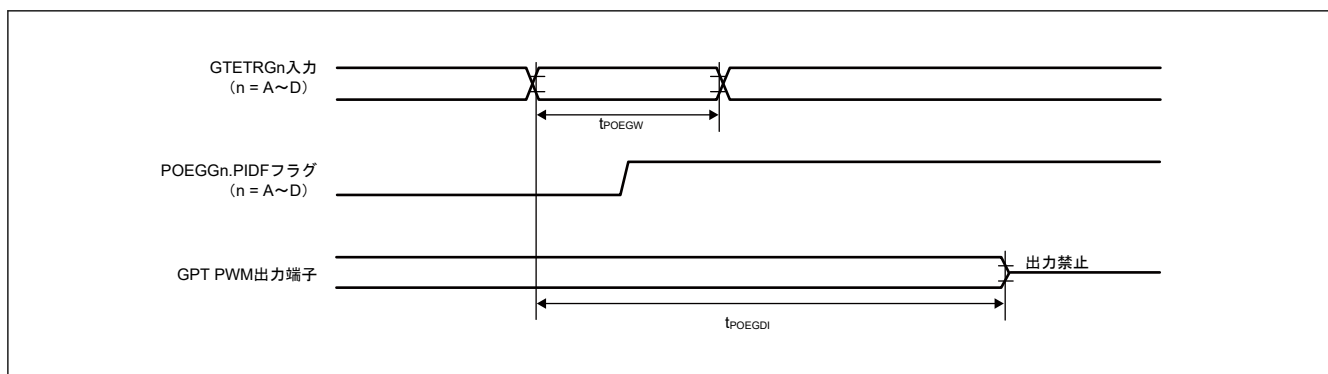 GTETRGn入力
（n = A～D）
tPOEGW
POEGGn.PIDFフラグ
（n = A～D）
GPT PWM出力端子
出力禁止
tPOEGDI